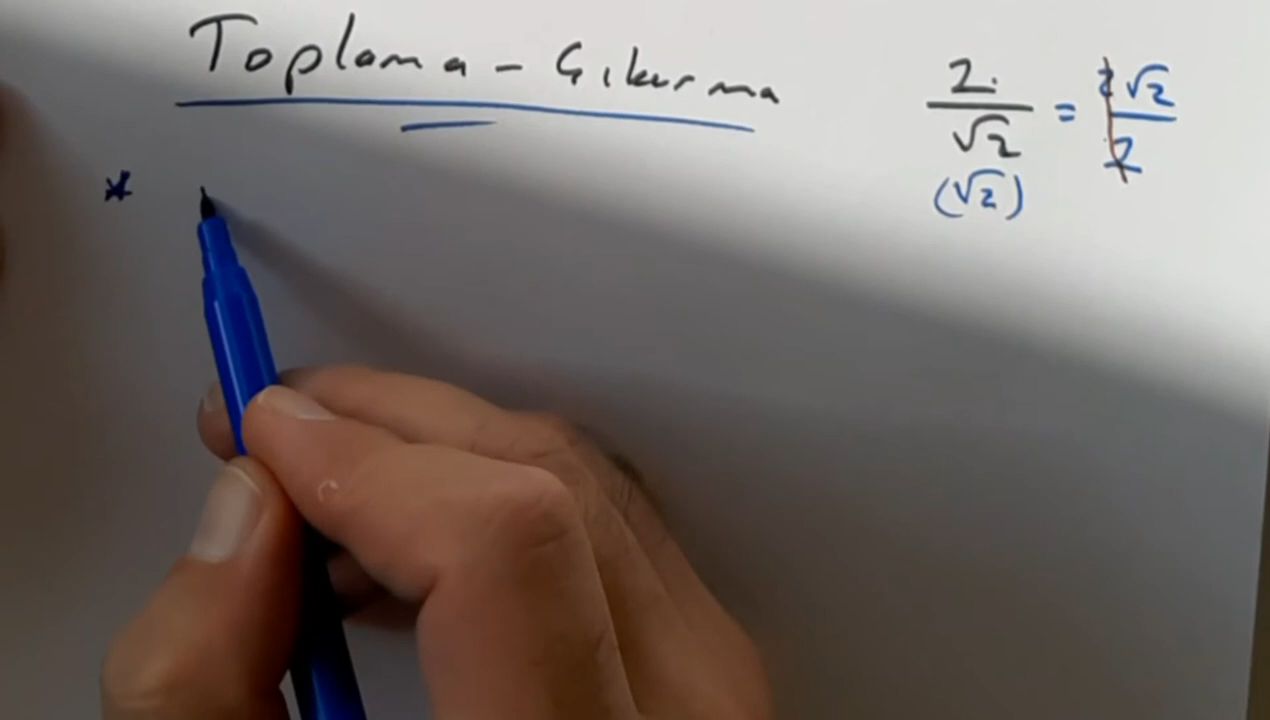 Toplama - Çıkarma
2. / √2 = 2√2 / 2
(√2)
*